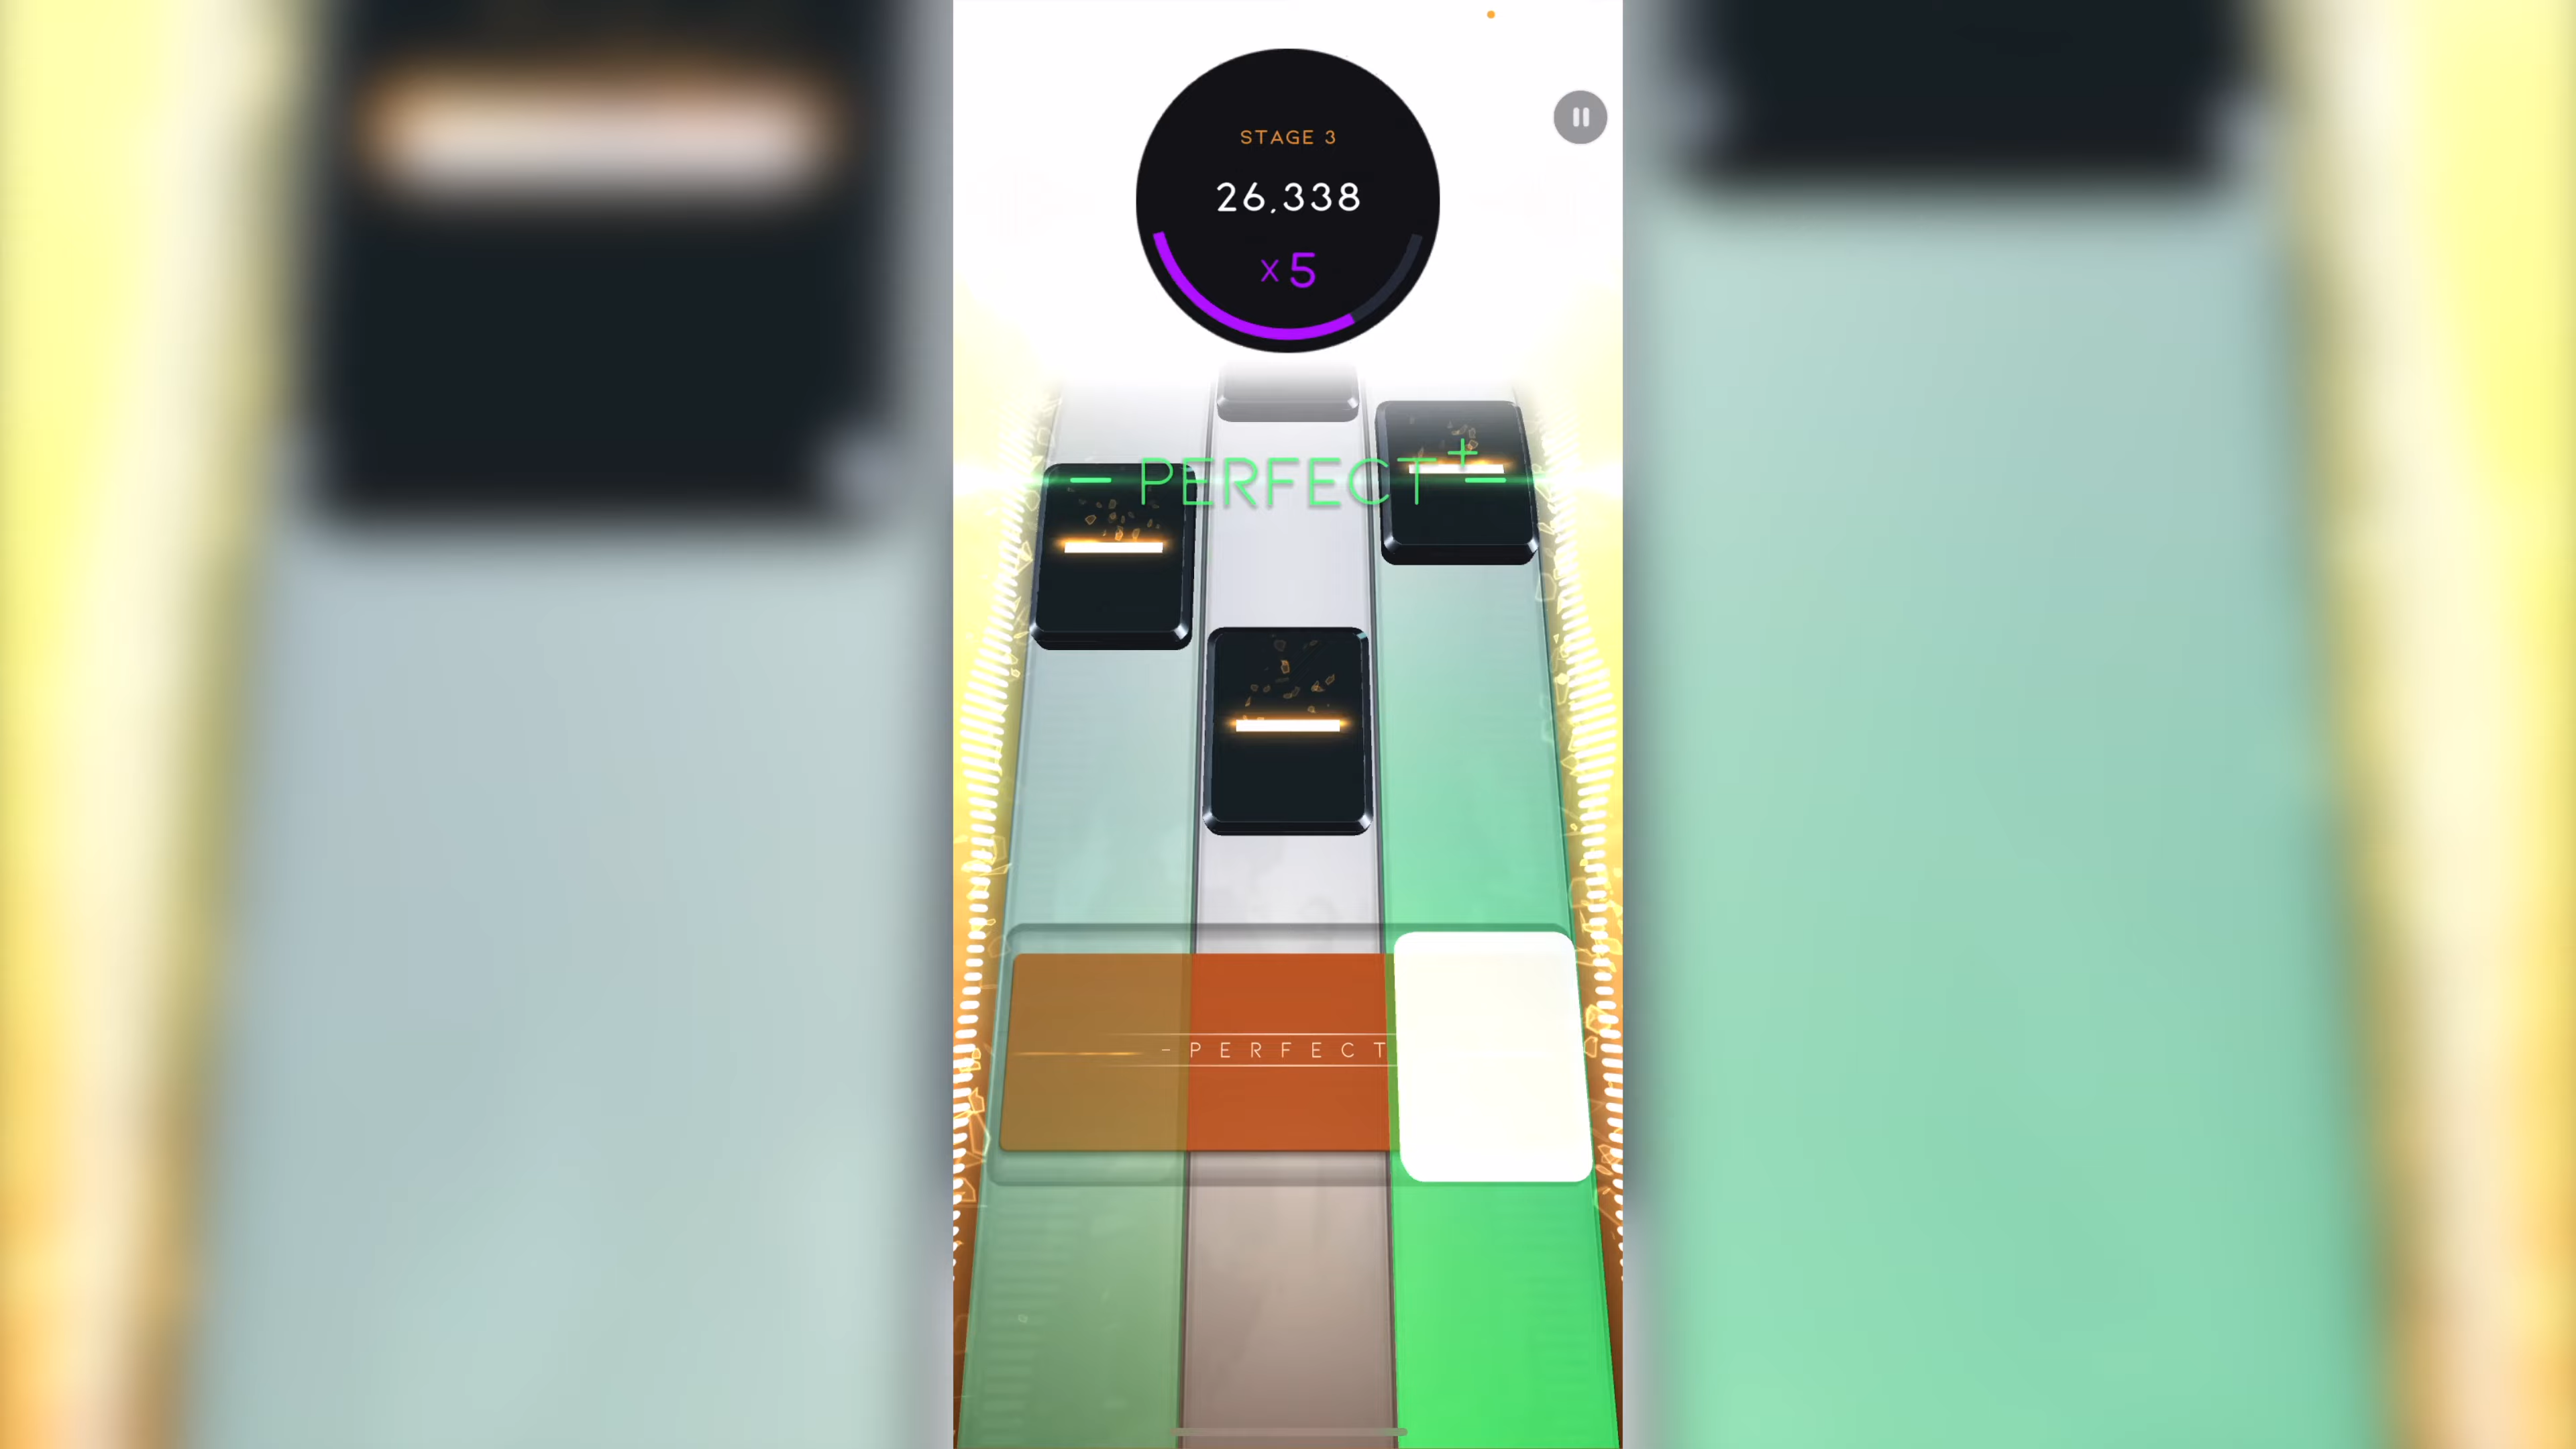 STAGE 3
26,338
x5
- PERFECT+ -
- PERFECT